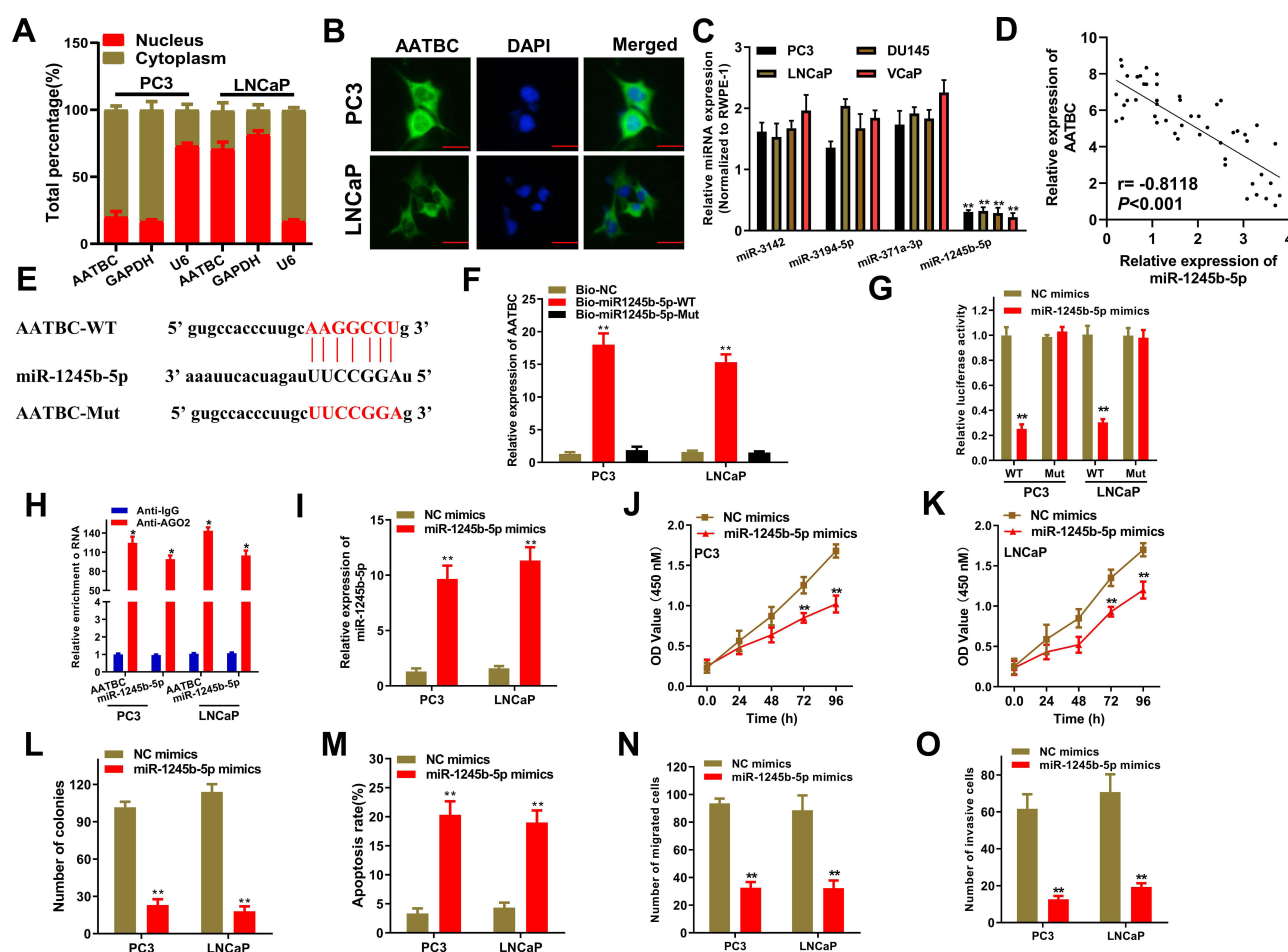 A
Nucleus
Cytoplasm
PC3
LNCaP
Total percentage(%)
150
100
50
0
AATBC
GAPDH
U6
AATBC
GAPDH
U6
B
AATBC
DAPI
Merged
PC3
LNCaP
C
PC3
DU145
LNCaP
VCaP
Relative miRNA expression
(Normalized to RWPE-1)
3
2
1
0
** ** ** **
miR-3142
miR-3194-5p
miR-371a-3p
miR-1245b-5p
D
Relative expression of
AATBC
10
8
6
4
2
0
r= -0.8118
P<0.001
0 1 2 3 4
Relative expression of
miR-1245b-5p
E
AATBC-WT 5’ gugccacccuugcAAGGCCUg 3’
miR-1245b-5p 3’ aaauucacuagauUUCCGGAu 5’
AATBC-Mut 5’ gugccacccuugcUUCCGGAg 3’
F
Bio-NC
Bio-miR1245b-5p-WT
Bio-miR1245b-5p-Mut
Relative expression of AATBC
25
20
15
10
5
0
**
**
PC3
LNCaP
G
NC mimics
miR-1245b-5p mimics
Relative luciferase activity
1.4
1.2
1.0
0.8
0.6
0.4
0.2
0.0
**
**
WT Mut WT Mut
PC3 LNCaP
H
Anti-IgG
Anti-AGO2
Relative enrichment o RNA
140
110
80
50
4
3
2
1
0
* * * *
AATBC
miR-1245b-5p
AATBC
miR-1245b-5p
PC3
LNCaP
I
NC mimics
miR-1245b-5p mimics
Relative expression of
miR-1245b-5p
15
10
5
0
**
**
PC3
LNCaP
J
NC mimics
miR-1245b-5p mimics
PC3
OD Value (450 nM)
2.0
1.5
1.0
0.5
0.0
**
**
0.0 24 48 72 96
Time (h)
K
NC mimics
miR-1245b-5p mimics
LNCaP
OD Value (450 nM)
2.0
1.5
1.0
0.5
0.0
**
**
0.0 24 48 72 96
Time (h)
L
NC mimics
miR-1245b-5p mimics
Number of colonies
120
90
60
30
0
**
**
PC3
LNCaP
M
NC mimics
miR-1245b-5p mimics
Apoptosis rate(%)
30
25
20
15
10
5
0
**
**
PC3
LNCaP
N
NC mimics
miR-1245b-5p mimics
Number of migrated cells
120
100
80
60
40
20
0
**
**
PC3
LNCaP
O
NC mimics
miR-1245b-5p mimics
Number of invasive cells
80
60
40
20
0
**
**
PC3
LNCaP